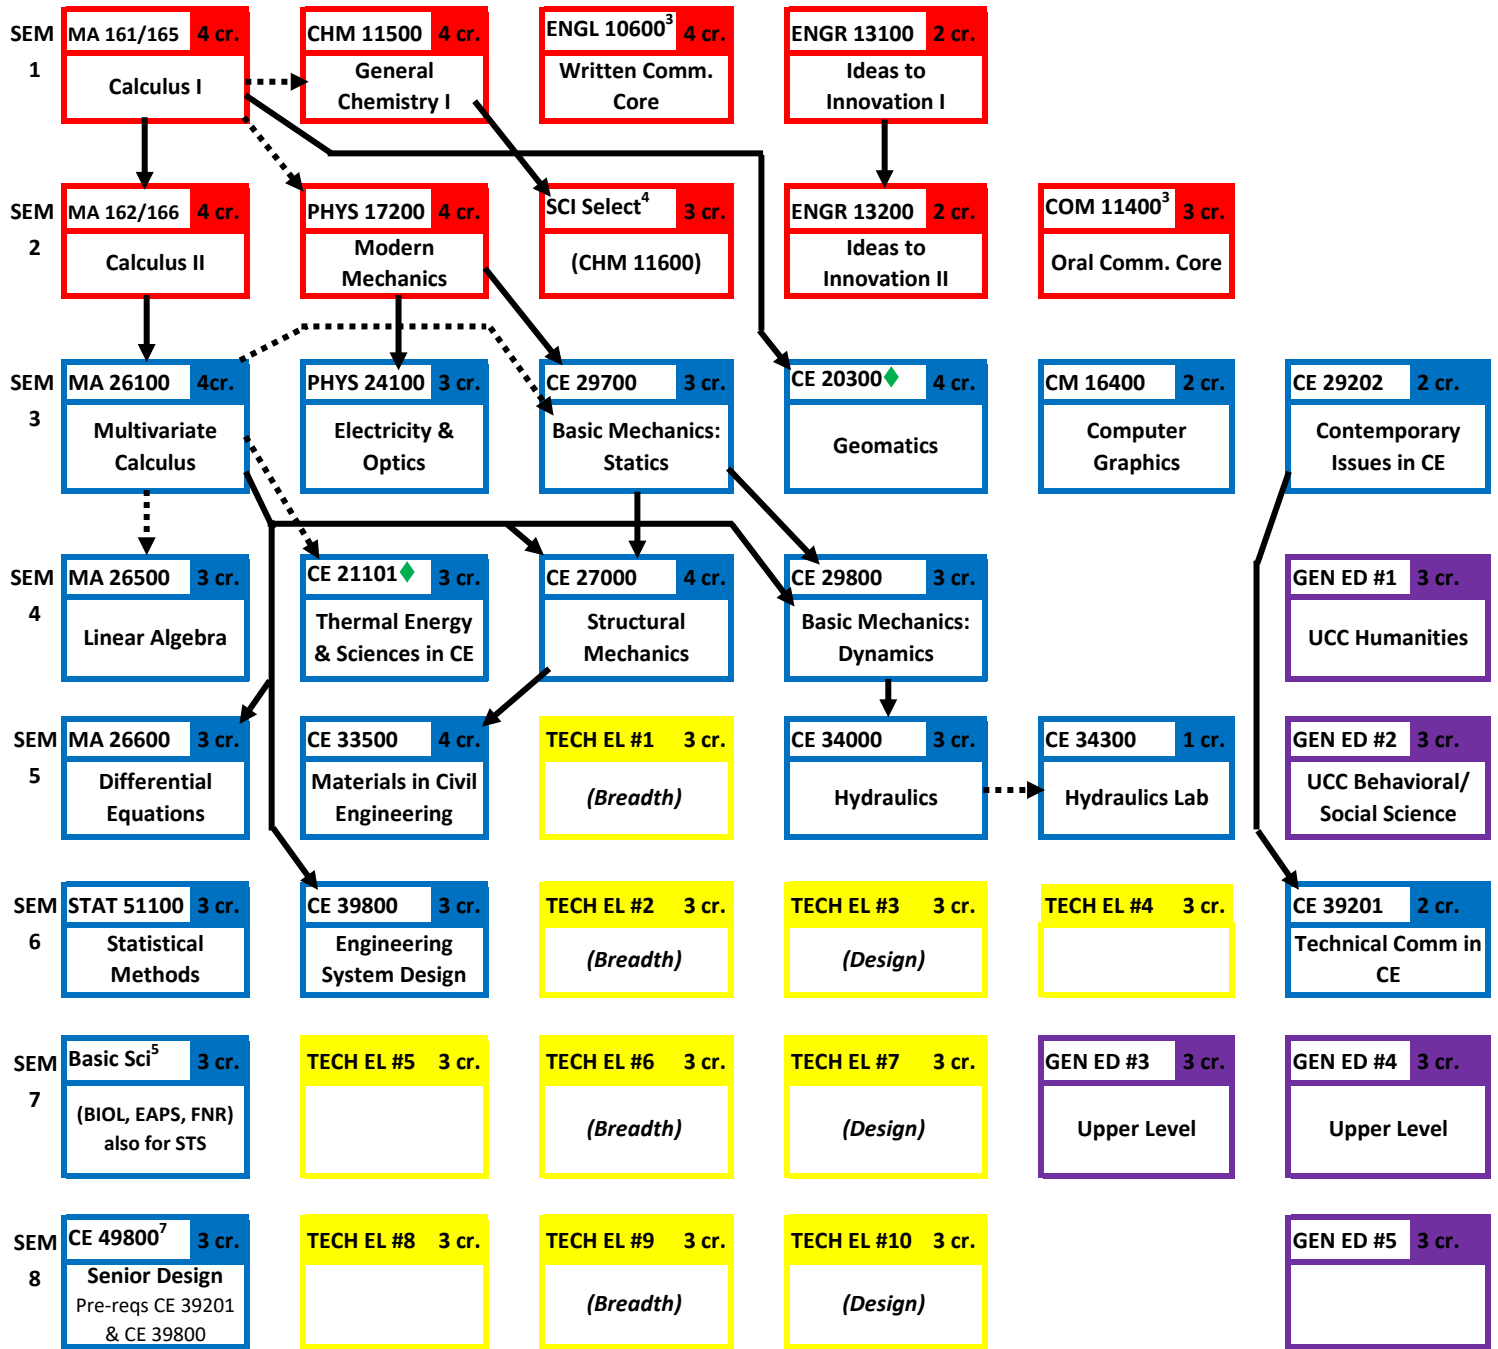 SEM
1
MA 161/165 4 cr.
Calculus I
CHM 11500 4 cr.
General
Chemistry I
ENGL 10600³ 4 cr.
Written Comm.
Core
ENGR 13100 2 cr.
Ideas to
Innovation I
SEM
2
MA 162/166 4 cr.
Calculus II
PHYS 17200 4 cr.
Modern
Mechanics
SCI Select⁴ 3 cr.
(CHM 11600)
ENGR 13200 2 cr.
Ideas to
Innovation II
COM 11400³ 3 cr.
Oral Comm. Core
SEM
3
MA 26100 4cr.
Multivariate
Calculus
PHYS 24100 3 cr.
Electricity &
Optics
CE 29700 3 cr.
Basic Mechanics:
Statics
CE 20300♦ 4 cr.
Geomatics
CM 16400 2 cr.
Computer
Graphics
CE 29202 2 cr.
Contemporary
Issues in CE
SEM
4
MA 26500 3 cr.
Linear Algebra
CE 21101♦ 3 cr.
Thermal Energy
& Sciences in CE
CE 27000 4 cr.
Structural
Mechanics
CE 29800 3 cr.
Basic Mechanics:
Dynamics
GEN ED #1 3 cr.
UCC Humanities
SEM
5
MA 26600 3 cr.
Differential
Equations
CE 33500 4 cr.
Materials in Civil
Engineering
TECH EL #1 3 cr.
(Breadth)
CE 34000 3 cr.
Hydraulics
CE 34300 1 cr.
Hydraulics Lab
GEN ED #2 3 cr.
UCC Behavioral/
Social Science
SEM
6
STAT 51100 3 cr.
Statistical
Methods
CE 39800 3 cr.
Engineering
System Design
TECH EL #2 3 cr.
(Breadth)
TECH EL #3 3 cr.
(Design)
TECH EL #4 3 cr.
CE 39201 2 cr.
Technical Comm in
CE
SEM
7
Basic Sci⁵ 3 cr.
(BIOL, EAPS, FNR)
also for STS
TECH EL #5 3 cr.
TECH EL #6 3 cr.
(Breadth)
TECH EL #7 3 cr.
(Design)
GEN ED #3 3 cr.
Upper Level
GEN ED #4 3 cr.
Upper Level
SEM
8
CE 49800⁷ 3 cr.
Senior Design
Pre-reqs CE 39201
& CE 39800
TECH EL #8 3 cr.
TECH EL #9 3 cr.
(Breadth)
TECH EL #10 3 cr.
(Design)
GEN ED #5 3 cr.